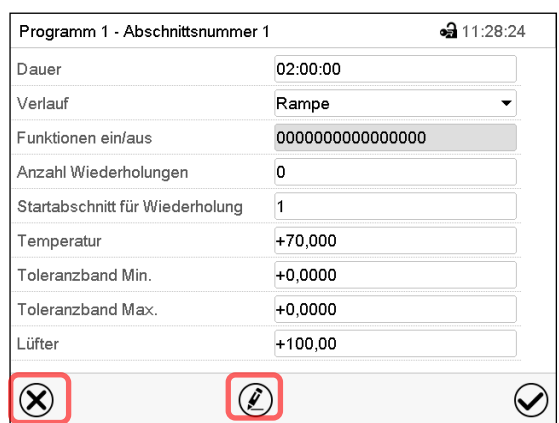 Programm 1 - Abschnittsnummer 1 11:28:24
Dauer 02:00:00
Verlauf Rampe
Funktionen ein/aus 0000000000000000
Anzahl Wiederholungen 0
Startabschnitt für Wiederholung 1
Temperatur +70,000
Toleranzband Min. +0,0000
Toleranzband Max. +0,0000
Lüfter +100,00